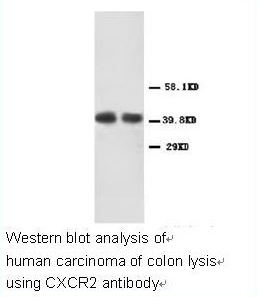 58.1KD
39.8KD
29KD
Western blot analysis of
human carcinoma of colon lysis
using CXCR2 antibody